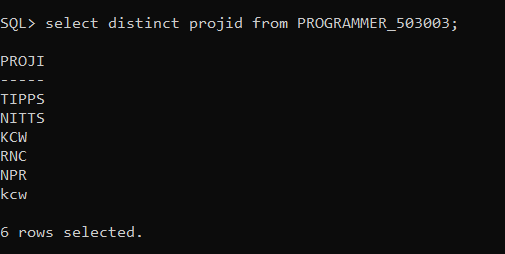 SQL> select distinct projid from PROGRAMMER_503003;
PROJI
-----
TIPPS
NITTS
KCW
RNC
NPR
kcw
6 rows selected.